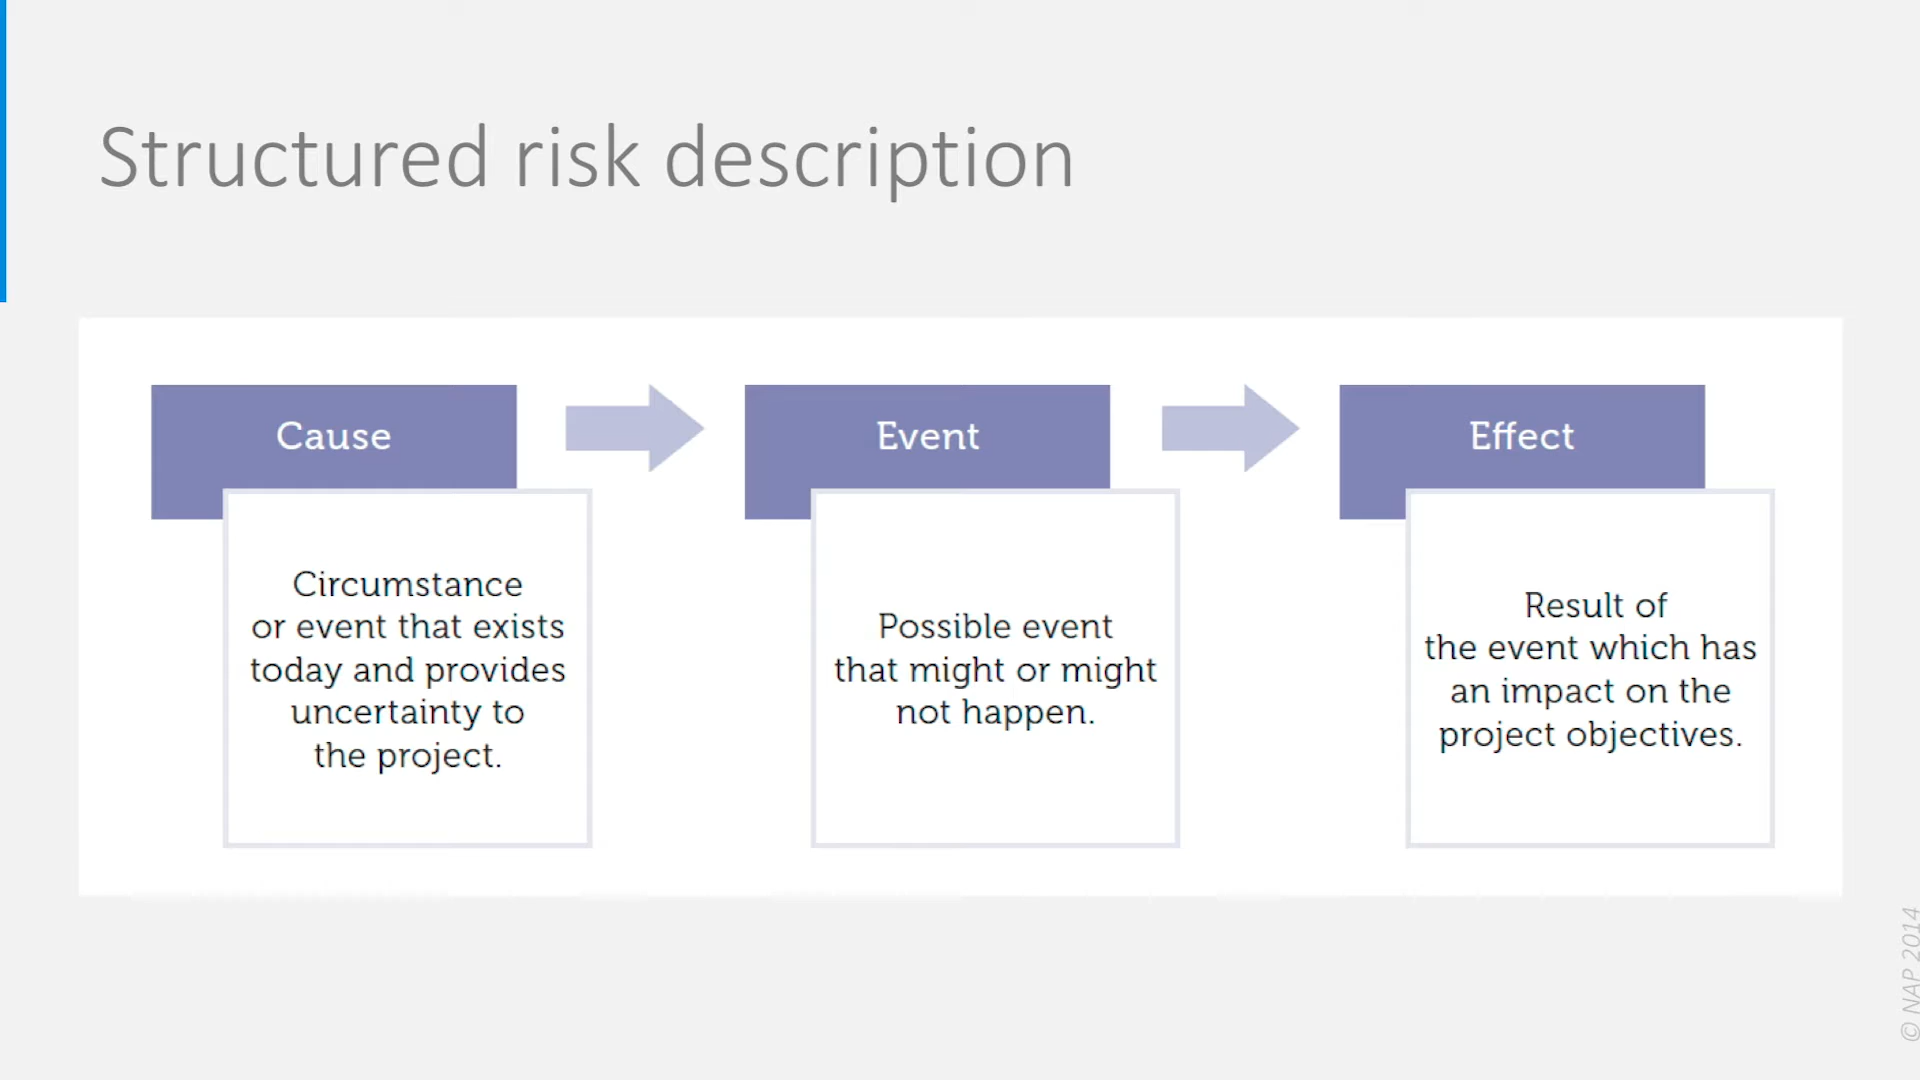 Structured risk description
Cause
Circumstance
or event that exists
today and provides
uncertainty to
the project.
Event
Possible event
that might or might
not happen.
Effect
Result of
the event which has
an impact on the
project objectives.
© NAP 2014